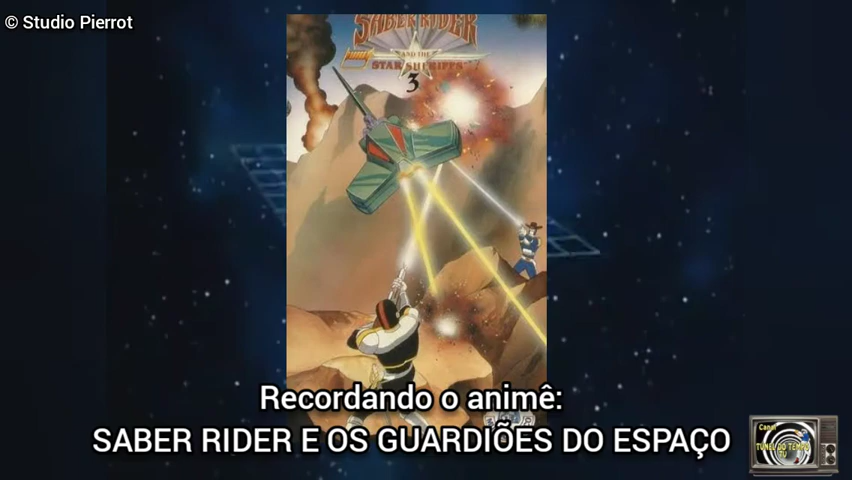 © Studio Pierrot
SABER RIDER
AND THE
STAR SHERIFFS
3
Recordando o animê:
SABER RIDER E OS GUARDIÕES DO ESPAÇO
Canal
TÚNEL DO TEMPO
TV